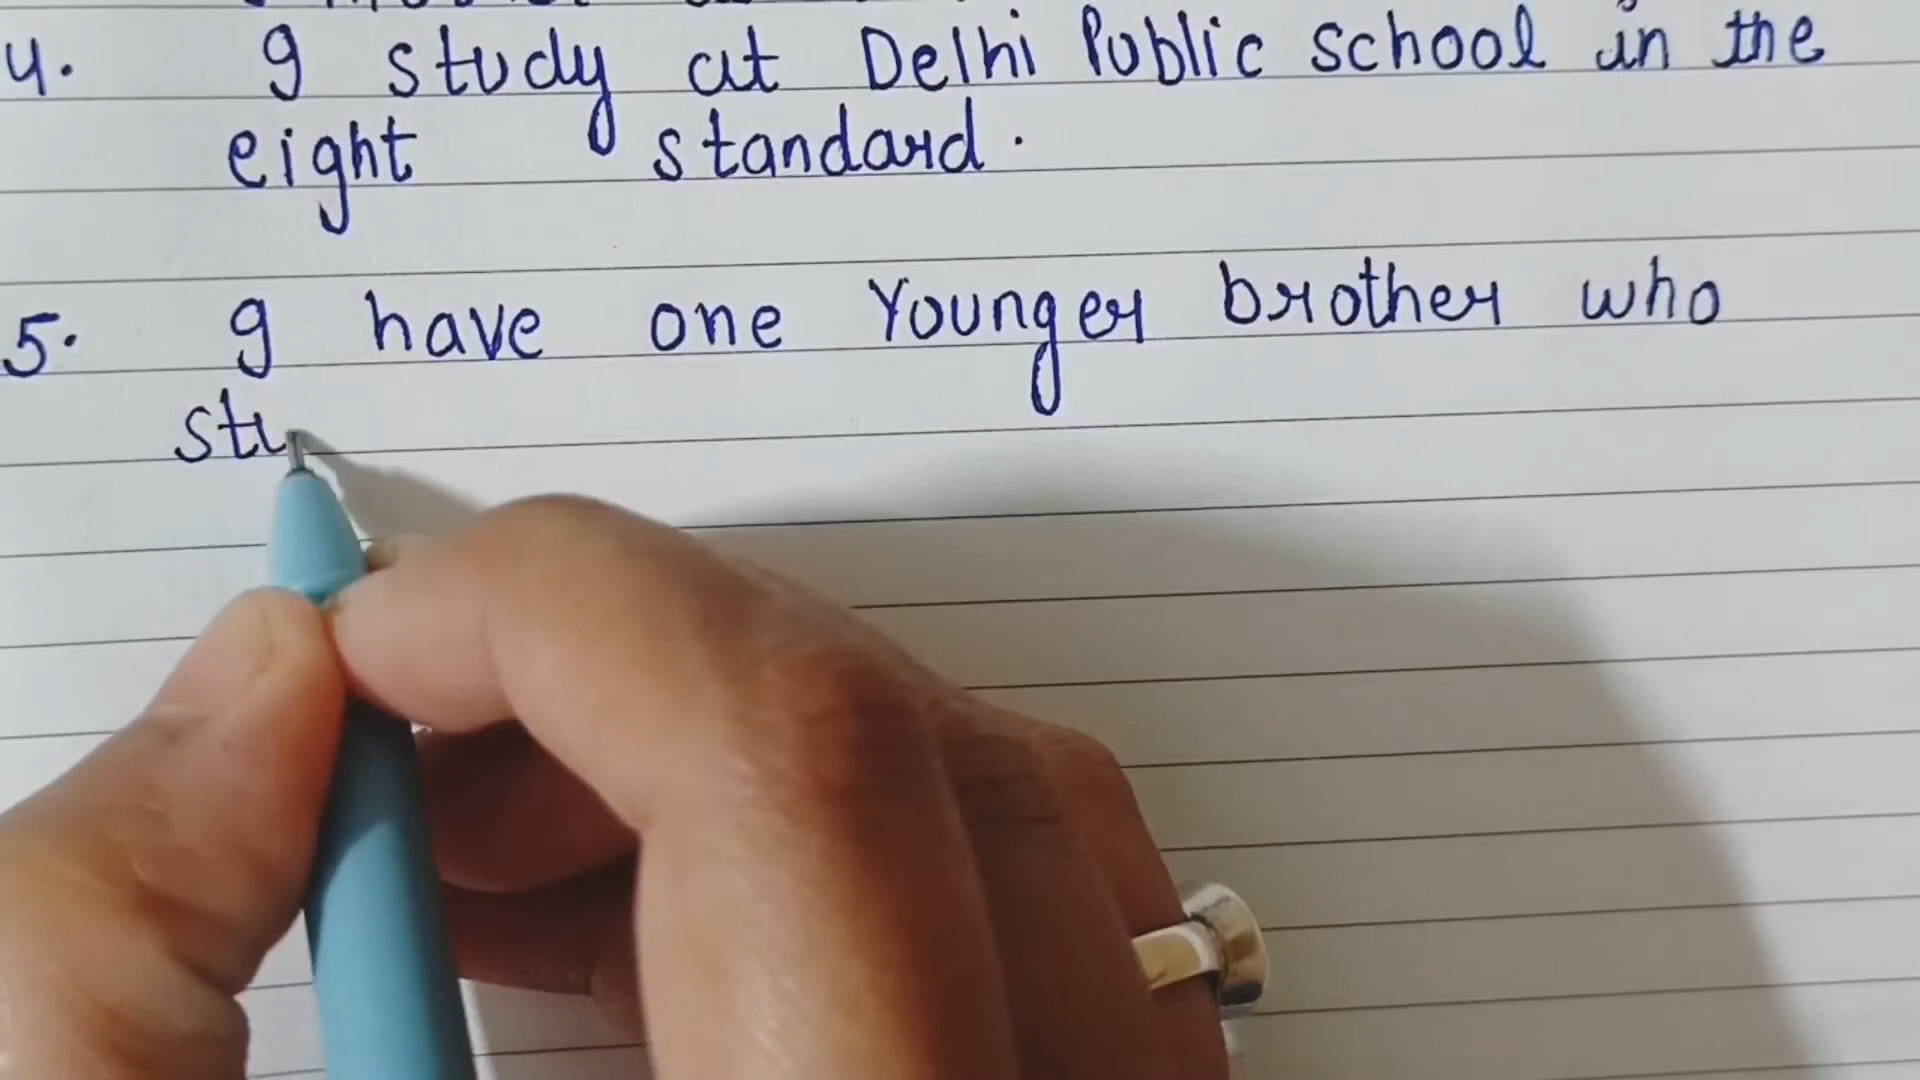 4. I study at Delhi Public school in the
eight standard.
5. I have one Younger brother who
stu